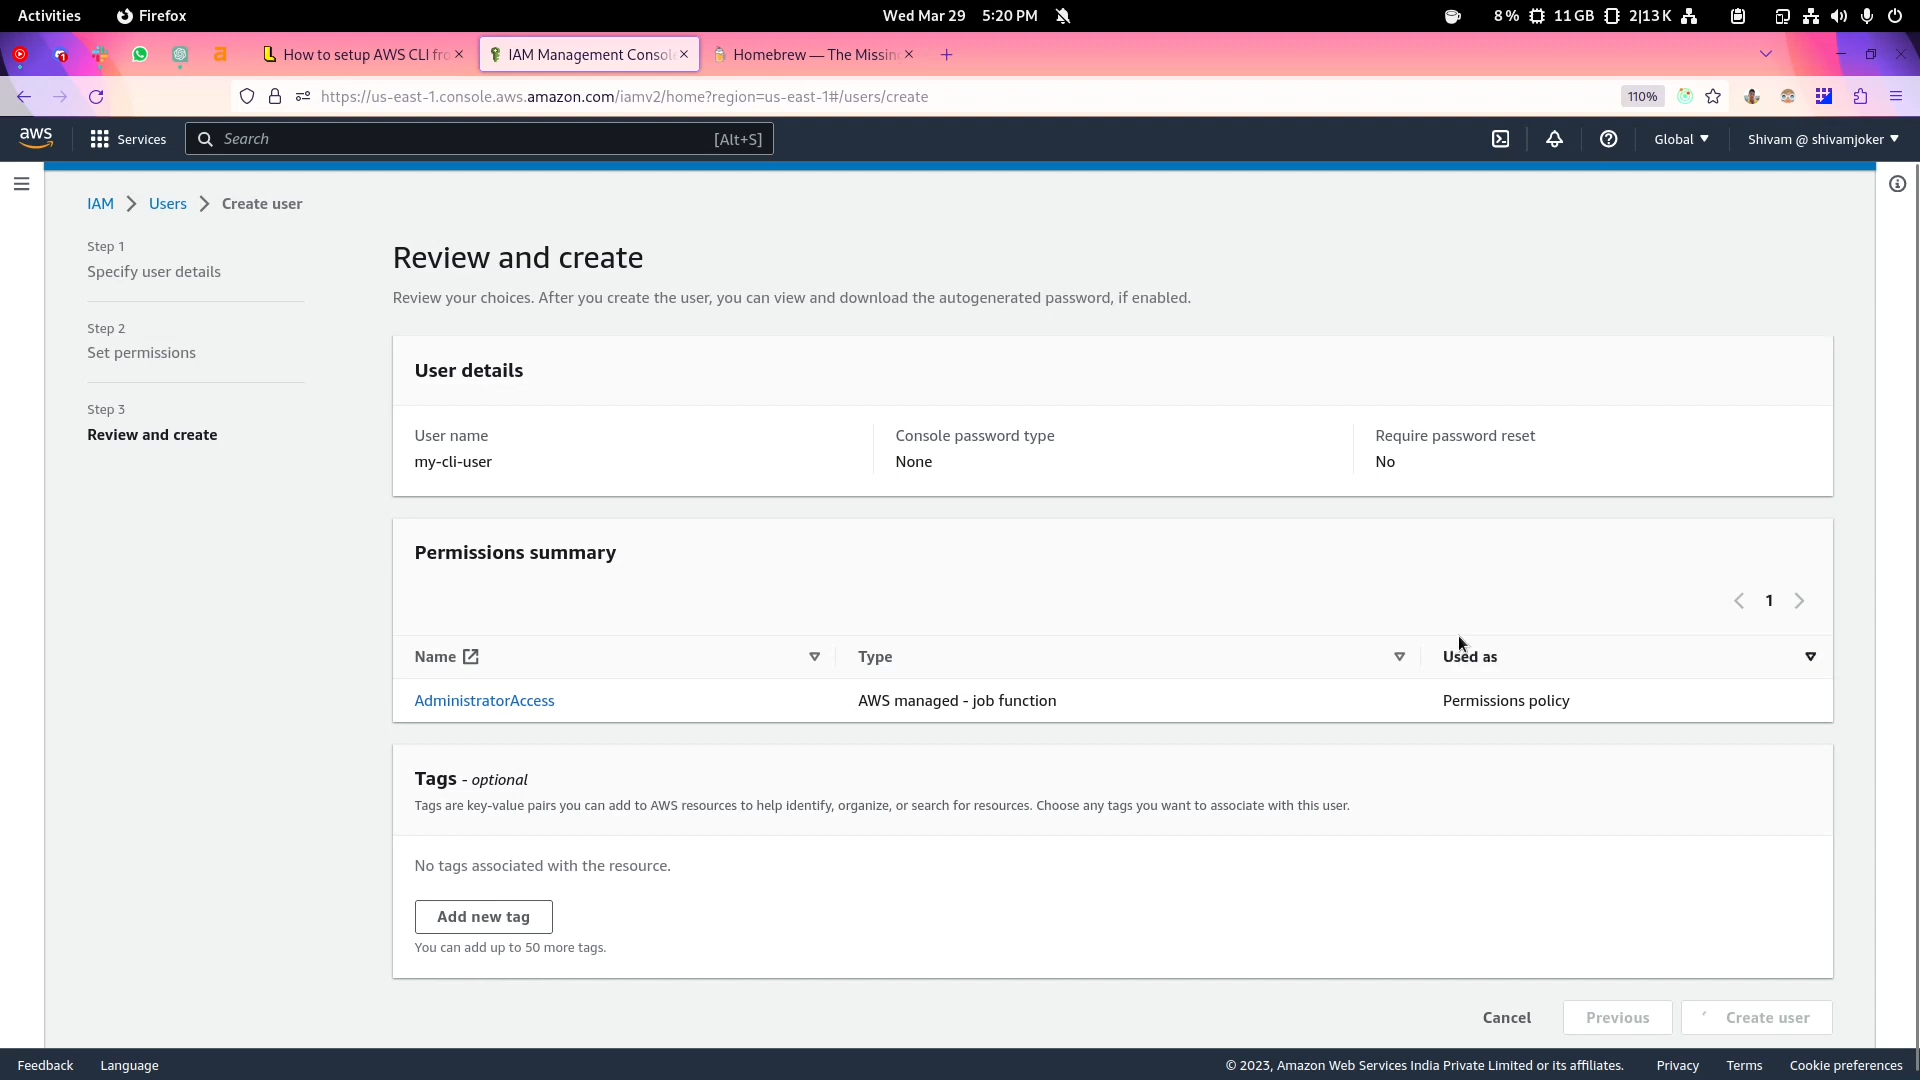 Activities Firefox Wed Mar 29 5:20 PM 8 % 11 GB 2|13 K
How to setup AWS CLI fro IAM Management Consol Homebrew — The Missin
https://us-east-1.console.aws.amazon.com/iamv2/home?region=us-east-1#/users/create 110%
aws Services Search [Alt+S] Global Shivam @ shivamjoker
IAM Users Create user
Step 1
Specify user details
Step 2
Set permissions
Step 3
Review and create
Review and create
Review your choices. After you create the user, you can view and download the autogenerated password, if enabled.
User details
User name Console password type Require password reset
my-cli-user None No
Permissions summary
1
Name Type Used as
AdministratorAccess AWS managed - job function Permissions policy
Tags - optional
Tags are key-value pairs you can add to AWS resources to help identify, organize, or search for resources. Choose any tags you want to associate with this user.
No tags associated with the resource.
Add new tag
You can add up to 50 more tags.
Cancel Previous Create user
Feedback Language © 2023, Amazon Web Services India Private Limited or its affiliates. Privacy Terms Cookie preferences